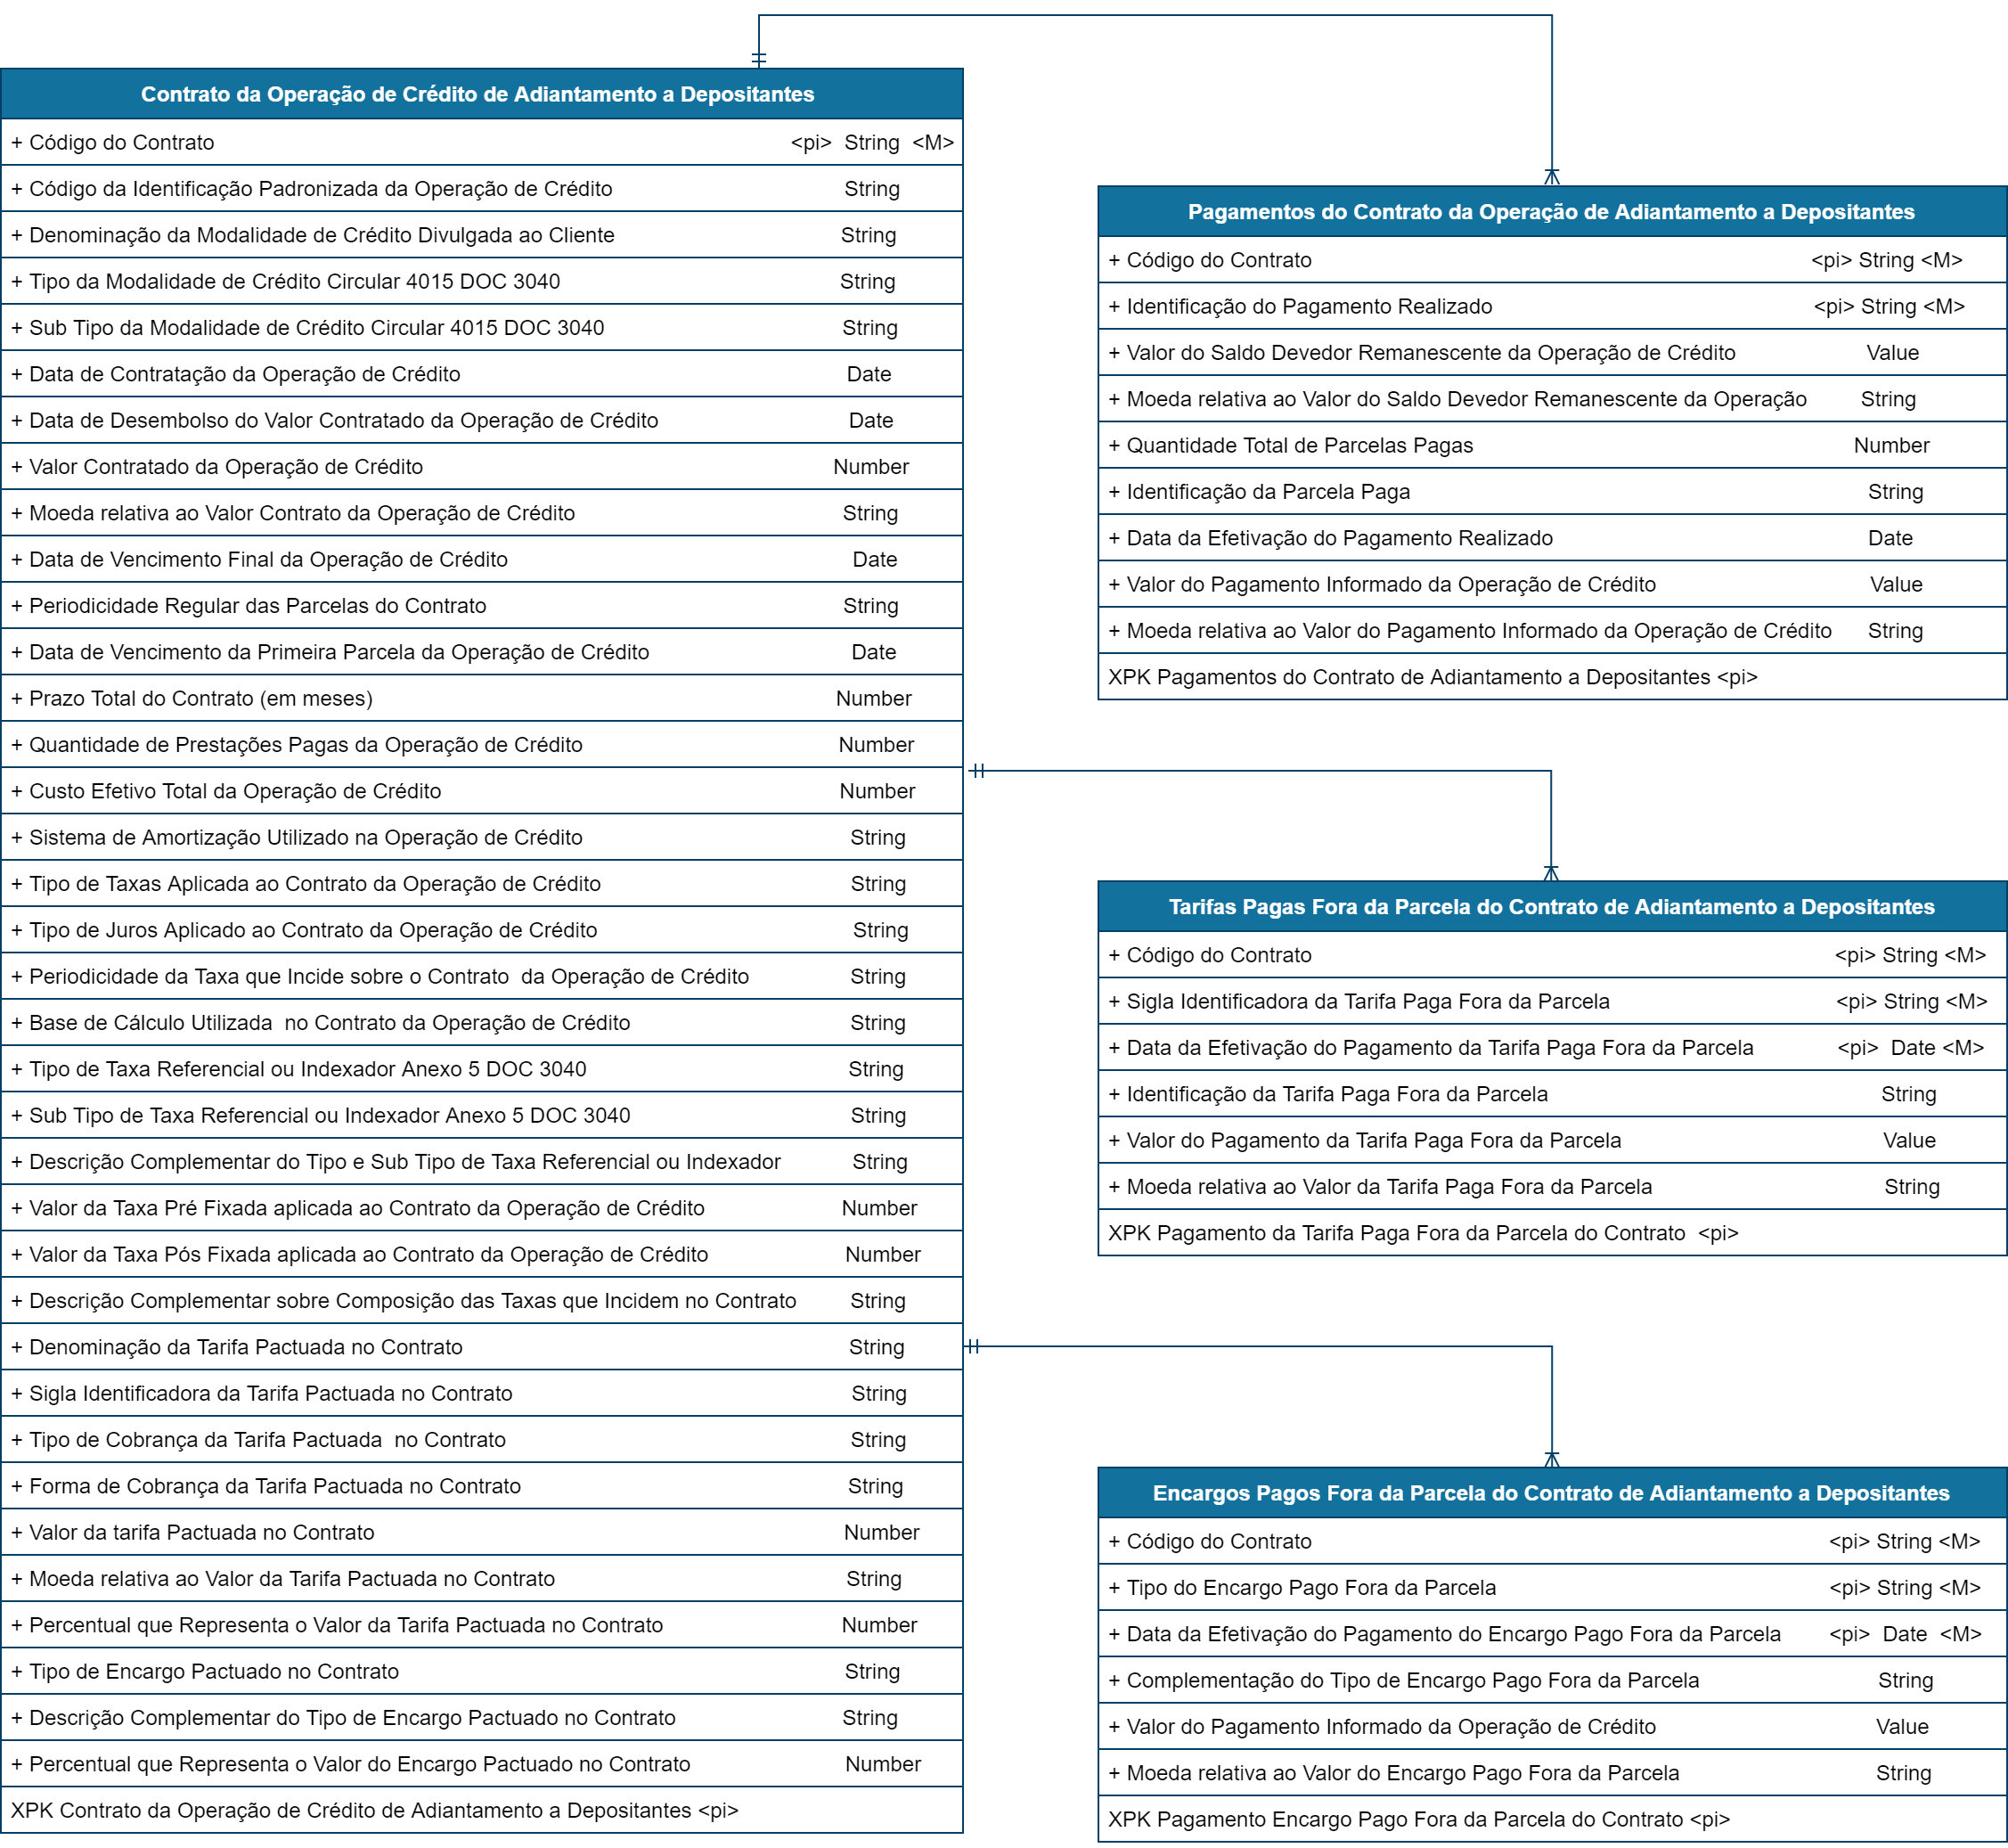 Contrato da Operação de Crédito de Adiantamento a Depositantes
+ Código do Contrato <pi> String <M>
+ Código da Identificação Padronizada da Operação de Crédito String
+ Denominação da Modalidade de Crédito Divulgada ao Cliente String
+ Tipo da Modalidade de Crédito Circular 4015 DOC 3040 String
+ Sub Tipo da Modalidade de Crédito Circular 4015 DOC 3040 String
+ Data de Contratação da Operação de Crédito Date
+ Data de Desembolso do Valor Contratado da Operação de Crédito Date
+ Valor Contratado da Operação de Crédito Number
+ Moeda relativa ao Valor Contrato da Operação de Crédito String
+ Data de Vencimento Final da Operação de Crédito Date
+ Periodicidade Regular das Parcelas do Contrato String
+ Data de Vencimento da Primeira Parcela da Operação de Crédito Date
+ Prazo Total do Contrato (em meses) Number
+ Quantidade de Prestações Pagas da Operação de Crédito Number
+ Custo Efetivo Total da Operação de Crédito Number
+ Sistema de Amortização Utilizado na Operação de Crédito String
+ Tipo de Taxas Aplicada ao Contrato da Operação de Crédito String
+ Tipo de Juros Aplicado ao Contrato da Operação de Crédito String
+ Periodicidade da Taxa que Incide sobre o Contrato da Operação de Crédito String
+ Base de Cálculo Utilizada no Contrato da Operação de Crédito String
+ Tipo de Taxa Referencial ou Indexador Anexo 5 DOC 3040 String
+ Sub Tipo de Taxa Referencial ou Indexador Anexo 5 DOC 3040 String
+ Descrição Complementar do Tipo e Sub Tipo de Taxa Referencial ou Indexador String
+ Valor da Taxa Pré Fixada aplicada ao Contrato da Operação de Crédito Number
+ Valor da Taxa Pós Fixada aplicada ao Contrato da Operação de Crédito Number
+ Descrição Complementar sobre Composição das Taxas que Incidem no Contrato String
+ Denominação da Tarifa Pactuada no Contrato String
+ Sigla Identificadora da Tarifa Pactuada no Contrato String
+ Tipo de Cobrança da Tarifa Pactuada no Contrato String
+ Forma de Cobrança da Tarifa Pactuada no Contrato String
+ Valor da tarifa Pactuada no Contrato Number
+ Moeda relativa ao Valor da Tarifa Pactuada no Contrato String
+ Percentual que Representa o Valor da Tarifa Pactuada no Contrato Number
+ Tipo de Encargo Pactuado no Contrato String
+ Descrição Complementar do Tipo de Encargo Pactuado no Contrato String
+ Percentual que Representa o Valor do Encargo Pactuado no Contrato Number
XPK Contrato da Operação de Crédito de Adiantamento a Depositantes <pi>
Pagamentos do Contrato da Operação de Adiantamento a Depositantes
+ Código do Contrato <pi> String <M>
+ Identificação do Pagamento Realizado <pi> String <M>
+ Valor do Saldo Devedor Remanescente da Operação de Crédito Value
+ Moeda relativa ao Valor do Saldo Devedor Remanescente da Operação String
+ Quantidade Total de Parcelas Pagas Number
+ Identificação da Parcela Paga String
+ Data da Efetivação do Pagamento Realizado Date
+ Valor do Pagamento Informado da Operação de Crédito Value
+ Moeda relativa ao Valor do Pagamento Informado da Operação de Crédito String
XPK Pagamentos do Contrato de Adiantamento a Depositantes <pi>
Tarifas Pagas Fora da Parcela do Contrato de Adiantamento a Depositantes
+ Código do Contrato <pi> String <M>
+ Sigla Identificadora da Tarifa Paga Fora da Parcela <pi> String <M>
+ Data da Efetivação do Pagamento da Tarifa Paga Fora da Parcela <pi> Date <M>
+ Identificação da Tarifa Paga Fora da Parcela String
+ Valor do Pagamento da Tarifa Paga Fora da Parcela Value
+ Moeda relativa ao Valor da Tarifa Paga Fora da Parcela String
XPK Pagamento da Tarifa Paga Fora da Parcela do Contrato <pi>
Encargos Pagos Fora da Parcela do Contrato de Adiantamento a Depositantes
+ Código do Contrato <pi> String <M>
+ Tipo do Encargo Pago Fora da Parcela <pi> String <M>
+ Data da Efetivação do Pagamento do Encargo Pago Fora da Parcela <pi> Date <M>
+ Complementação do Tipo de Encargo Pago Fora da Parcela String
+ Valor do Pagamento Informado da Operação de Crédito Value
+ Moeda relativa ao Valor do Encargo Pago Fora da Parcela String
XPK Pagamento Encargo Pago Fora da Parcela do Contrato <pi>